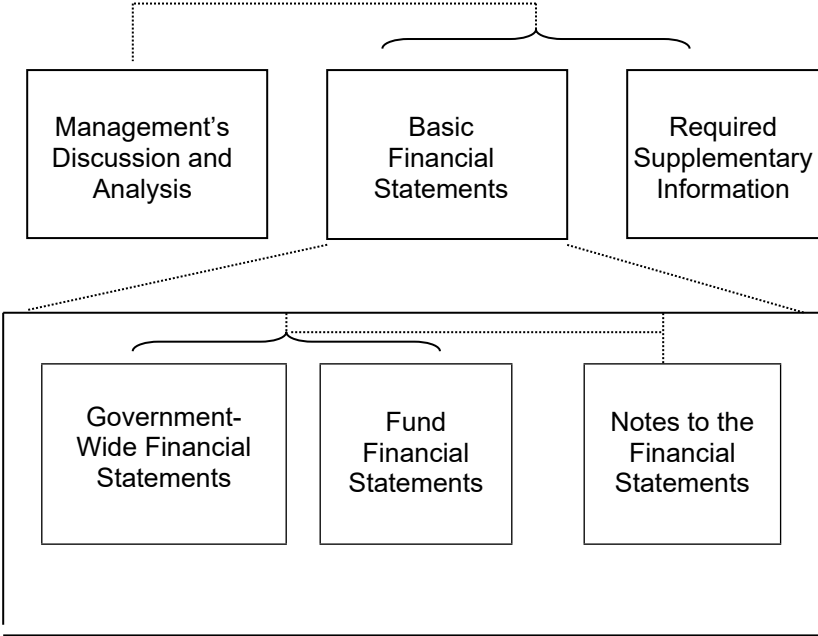 Management’s
Discussion and
Analysis
Basic
Financial
Statements
Required
Supplementary
Information
Government-
Wide Financial
Statements
Fund
Financial
Statements
Notes to the
Financial
Statements